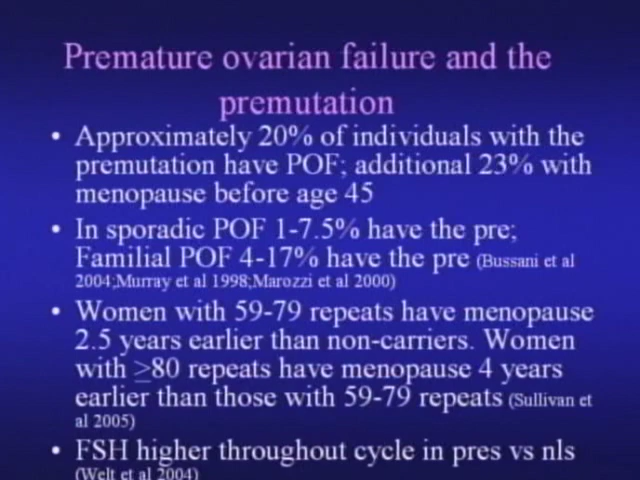 Premature ovarian failure and the
premutation
• Approximately 20% of individuals with the
premutation have POF; additional 23% with
menopause before age 45
• In sporadic POF 1-7.5% have the pre;
Familial POF 4-17% have the pre (Bussani et al
2004;Murray et al 1998;Marozzi et al 2000)
• Women with 59-79 repeats have menopause
2.5 years earlier than non-carriers. Women
with ≥80 repeats have menopause 4 years
earlier than those with 59-79 repeats (Sullivan et
al 2005)
• FSH higher throughout cycle in pres vs nls
(Welt et al 2004)